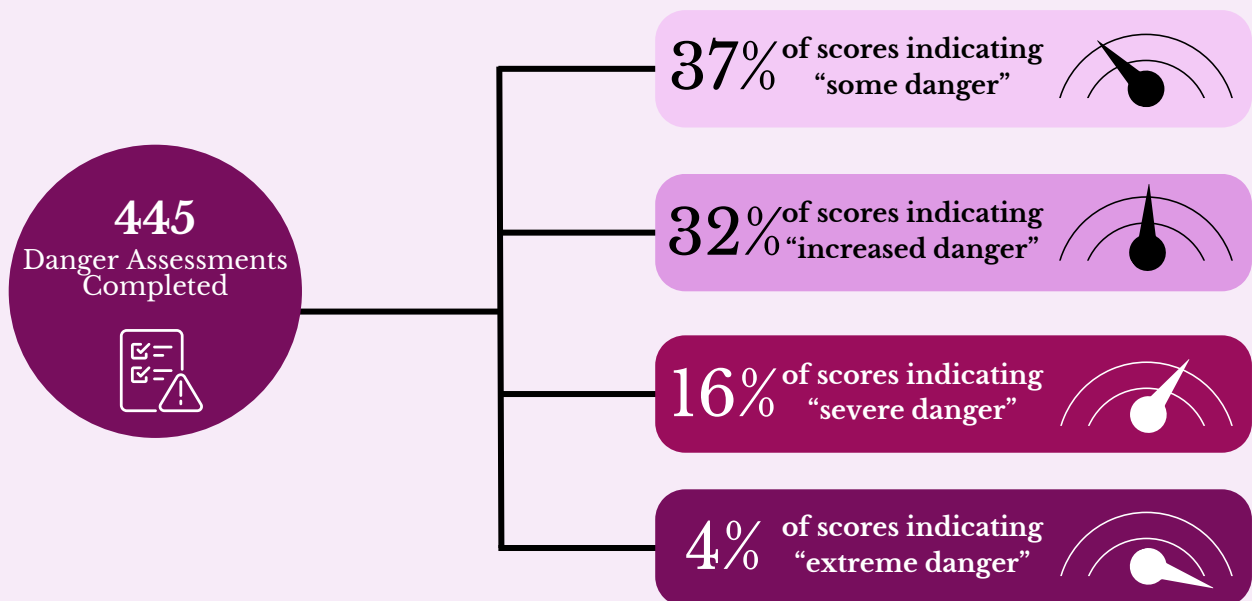 445
Danger Assessments
Completed
37% of scores indicating
“some danger”
32% of scores indicating
“increased danger”
16% of scores indicating
“severe danger”
4% of scores indicating
“extreme danger”